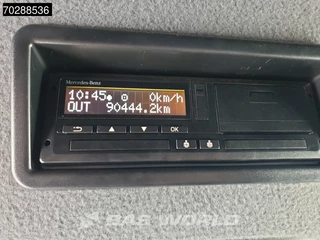 70288536
Mercedes-Benz
10:45 0km/h
OUT 90444.2km
OK
BAS WORLD